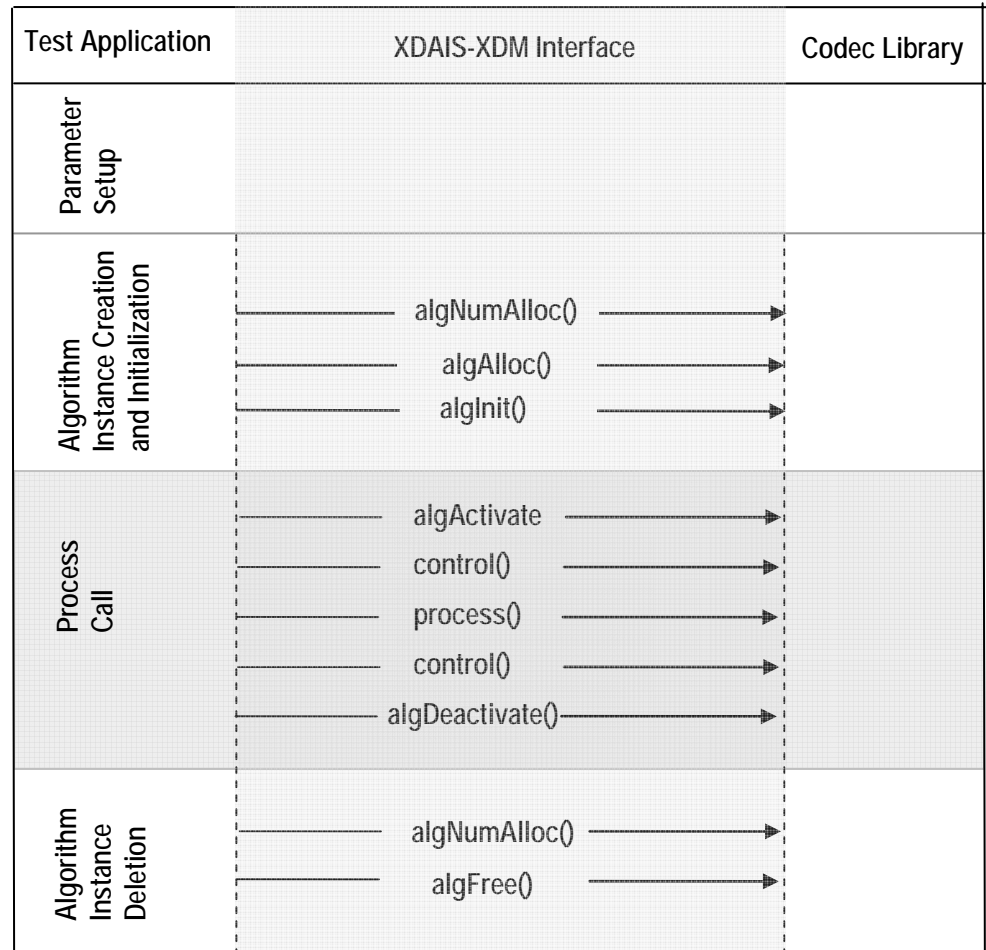 Test Application
XDAIS-XDM Interface
Codec Library
Parameter
Setup
Algorithm
Instance Creation
and Initialization
algNumAlloc()
algAlloc()
algInit()
Process
Call
algActivate
control()
process()
control()
algDeactivate()
Algorithm
Instance
Deletion
algNumAlloc()
algFree()